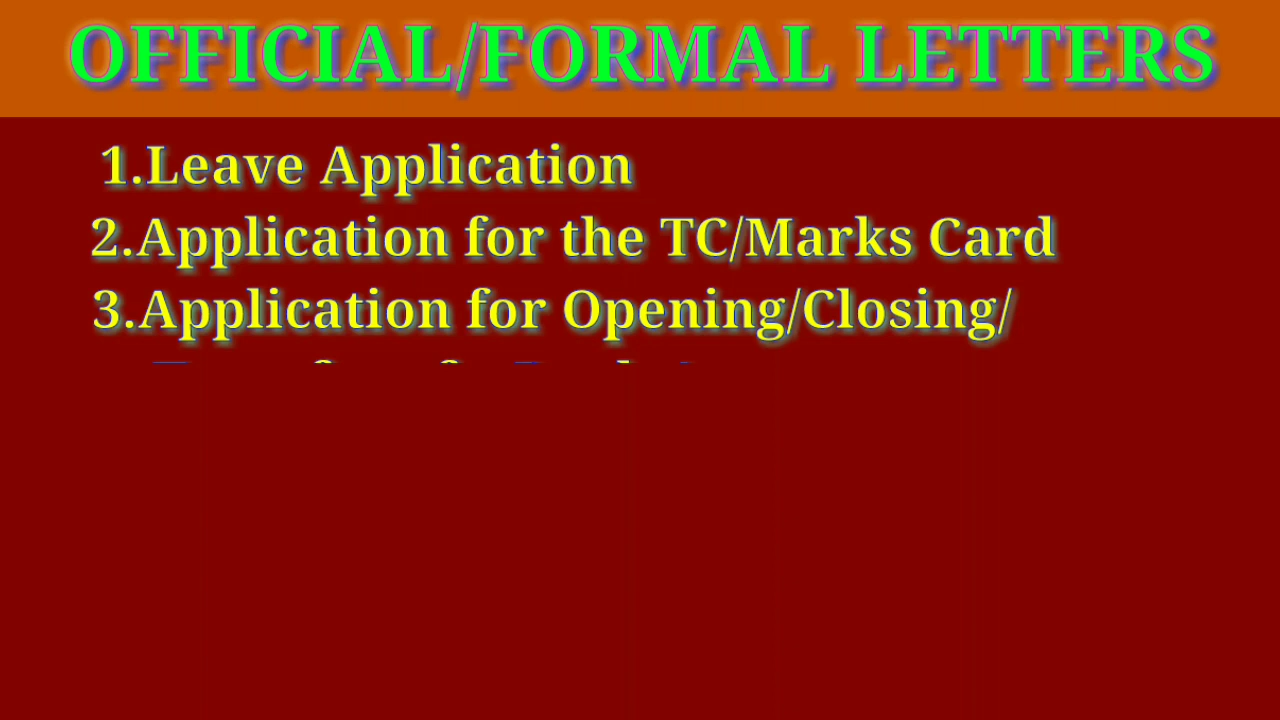 OFFICIAL/FORMAL LETTERS
1.Leave Application
2.Application for the TC/Marks Card
3.Application for Opening/Closing/